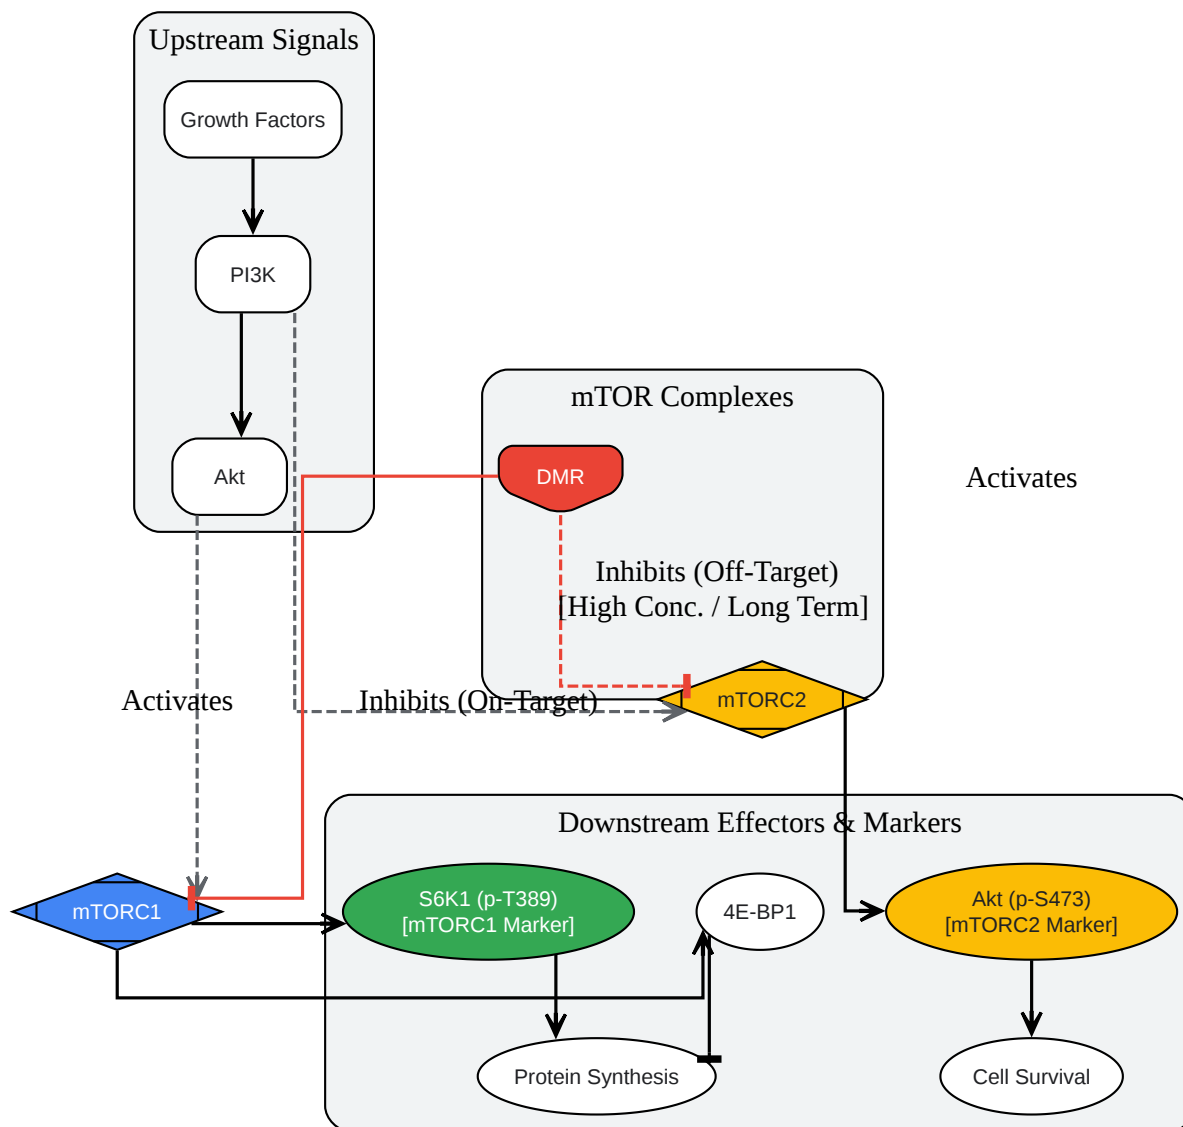 Upstream Signals
Growth Factors
PI3K
Akt
mTOR Complexes
DMR
Activates
Inhibits (Off-Target)
[High Conc. / Long Term]
Activates
Inhibits (On-Target)
mTORC2
Downstream Effectors & Markers
mTORC1
S6K1 (p-T389)
[mTORC1 Marker]
4E-BP1
Akt (p-S473)
[mTORC2 Marker]
Protein Synthesis
Cell Survival